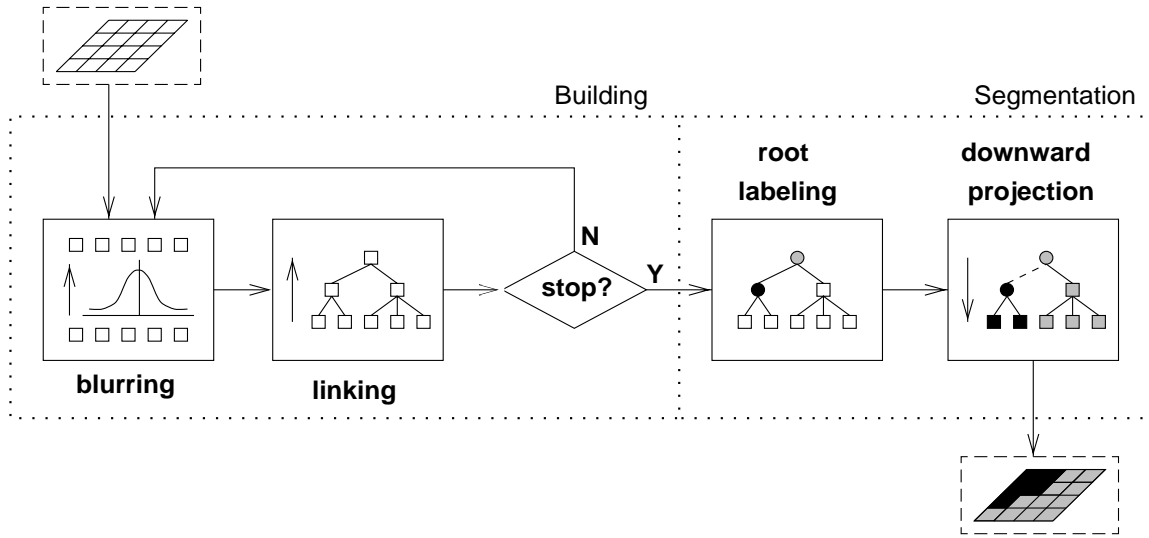 Building
Segmentation
root
labeling
downward
projection
N
Y
stop?
blurring
linking